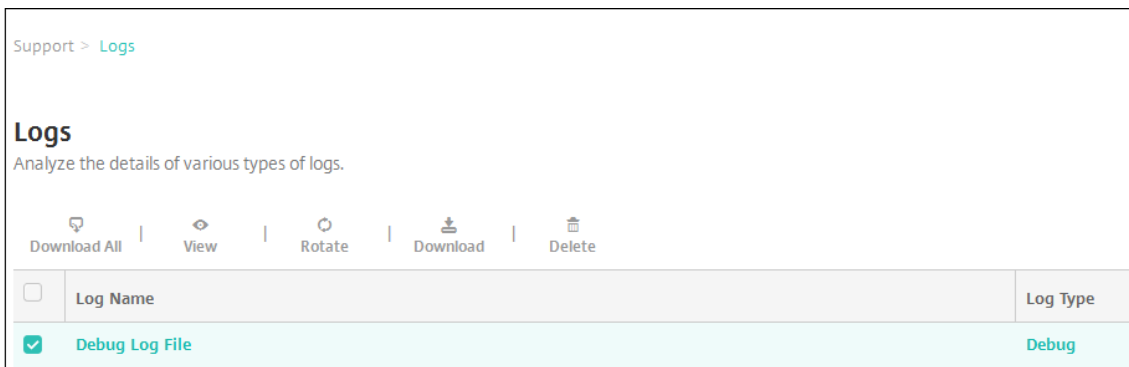 Support > Logs
Logs
Analyze the details of various types of logs.
Download All | View | Rotate | Download | Delete
Log Name Log Type
Debug Log File Debug